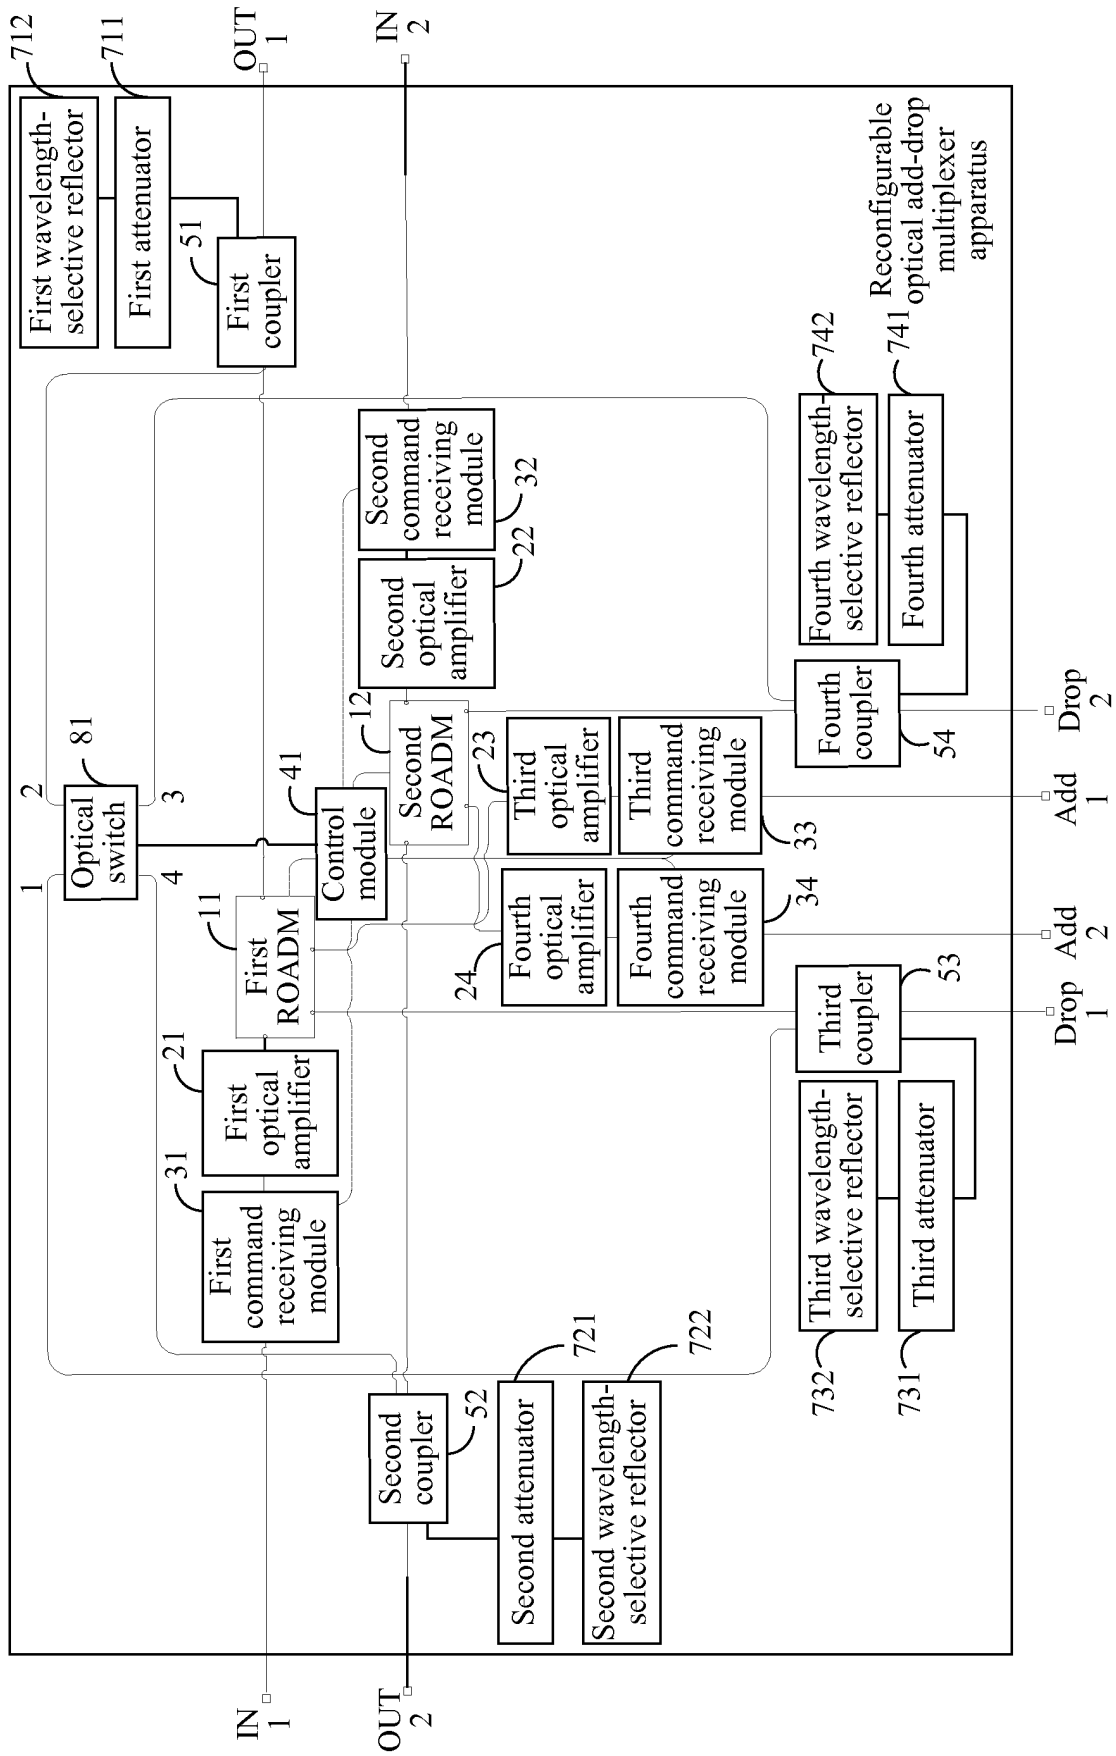 IN
1
OUT
2
First
command
receiving
module
31
First
optical
amplifier
21
First
ROADM
11
1
2
Optical
switch
81
4
3
Control
module
41
Second
ROADM
12
Second
optical
amplifier
22
Second
command
receiving
module
32
First
coupler
51
First wavelength-
selective reflector
712
First attenuator
711
OUT
1
IN
2
Second
coupler
52
Second attenuator
721
Second wavelength-
selective reflector
722
24
Fourth
optical
amplifier
Fourth
command
receiving
module
34
23
Third
optical
amplifier
Third
command
receiving
module
33
Third wavelength-
selective reflector
732
Third attenuator
731
Third
coupler
53
Fourth
coupler
54
Fourth wavelength-
selective reflector
742
Fourth attenuator
741
Reconfigurable
optical add-drop
multiplexer
apparatus
Drop
1
Add
2
Add
1
Drop
2